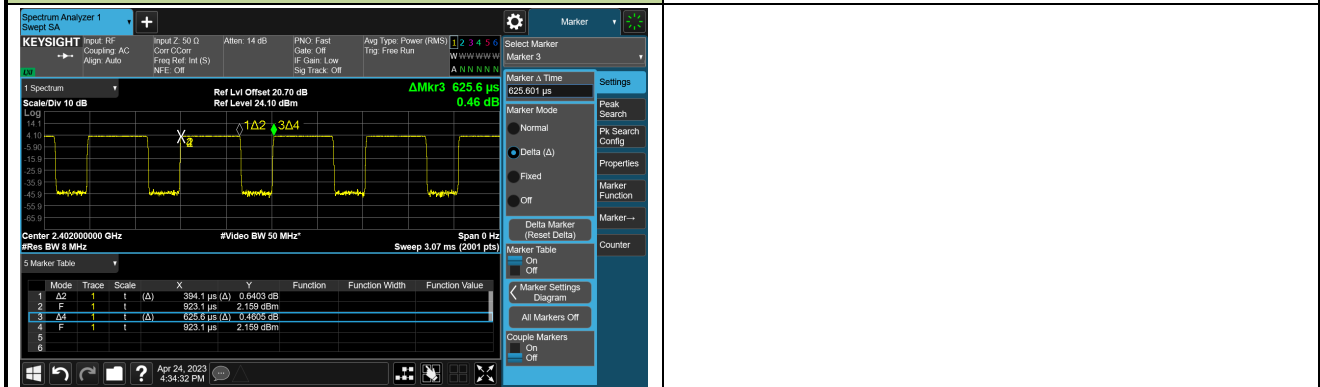 Spectrum Analyzer 1
Swept SA
+
Marker
KEYSIGHT
Input: RF
Coupling: AC
Align: Auto
Input Z: 50 Ω
Corr CCorr
Freq Ref: Int (S)
NFE: Off
Atten: 14 dB
PNO: Fast
Gate: Off
IF Gain: Low
Sig Track: Off
Avg Type: Power (RMS)
Trig: Free Run
1 2 3 4 5 6
W W W W W W
A N N N N N
LXI
1 Spectrum
Scale/Div 10 dB
Ref Lvl Offset 20.70 dB
Ref Level 24.10 dBm
ΔMkr3 625.6 µs
0.46 dB
Log
14.1
4.10
-5.90
-15.9
-25.9
-35.9
-45.9
-55.9
-65.9
1Δ2
3Δ4
Center 2.402000000 GHz
#Video BW 50 MHz*
Span 0 Hz
#Res BW 8 MHz
Sweep 3.07 ms (2001 pts)
5 Marker Table
Mode Trace Scale X Y Function Function Width Function Value
1 Δ2 1 t (Δ) 394.1 µs (Δ) 0.6403 dB
2 F 1 t 923.1 µs 2.159 dBm
3 Δ4 1 t (Δ) 625.6 µs (Δ) 0.4605 dB
4 F 1 t 923.1 µs 2.159 dBm
5
6
Select Marker
Marker 3
Marker Δ Time
625.601 µs
Marker Mode
Normal
Delta (Δ)
Fixed
Off
Delta Marker
(Reset Delta)
Marker Table
On
Off
Marker Settings
Diagram
All Markers Off
Couple Markers
On
Off
Settings
Peak
Search
Pk Search
Config
Properties
Marker
Function
Marker→
Counter
?
Apr 24, 2023
4:34:32 PM